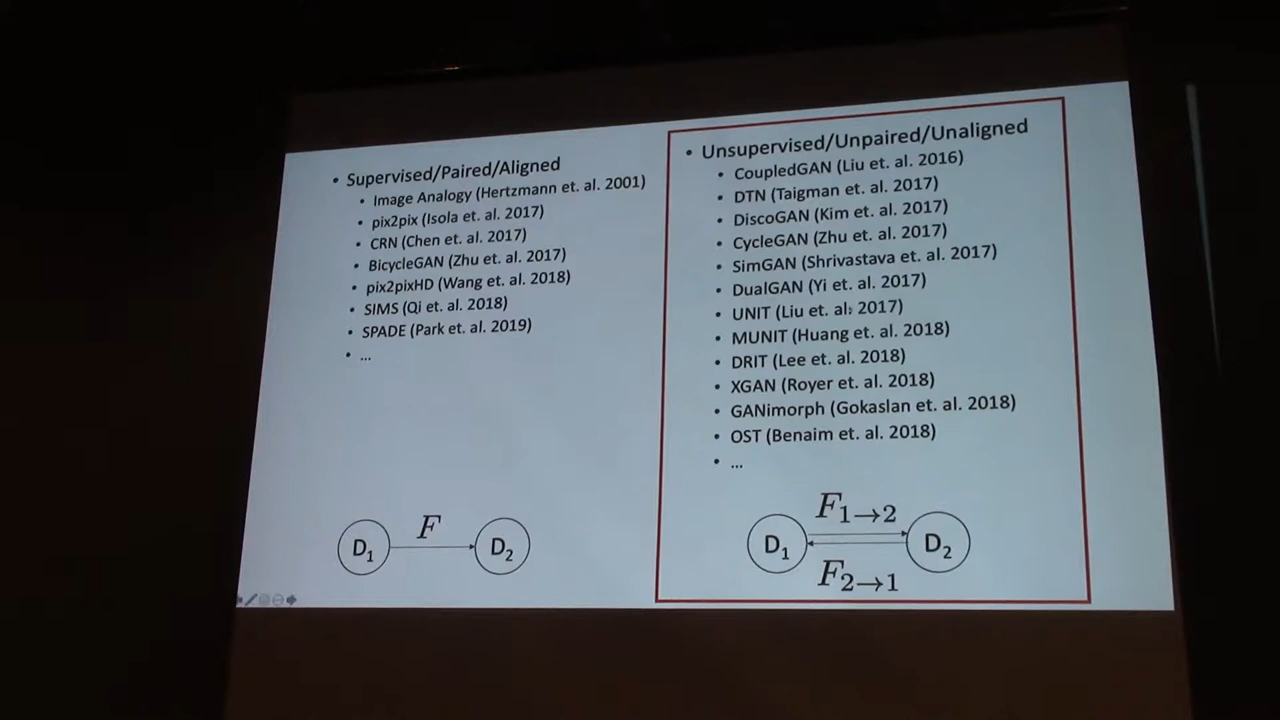 • Supervised/Paired/Aligned
• Image Analogy (Hertzmann et. al. 2001)
• pix2pix (Isola et. al. 2017)
• CRN (Chen et. al. 2017)
• BicycleGAN (Zhu et. al. 2017)
• pix2pixHD (Wang et. al. 2018)
• SIMS (Qi et. al. 2018)
• SPADE (Park et. al. 2019)
• ...
D₁
F
D₂
• Unsupervised/Unpaired/Unaligned
• CoupledGAN (Liu et. al. 2016)
• DTN (Taigman et. al. 2017)
• DiscoGAN (Kim et. al. 2017)
• CycleGAN (Zhu et. al. 2017)
• SimGAN (Shrivastava et. al. 2017)
• DualGAN (Yi et. al. 2017)
• UNIT (Liu et. al. 2017)
• MUNIT (Huang et. al. 2018)
• DRIT (Lee et. al. 2018)
• XGAN (Royer et. al. 2018)
• GANimorph (Gokaslan et. al. 2018)
• OST (Benaim et. al. 2018)
• ...
F₁→₂
D₁
D₂
F₂→₁